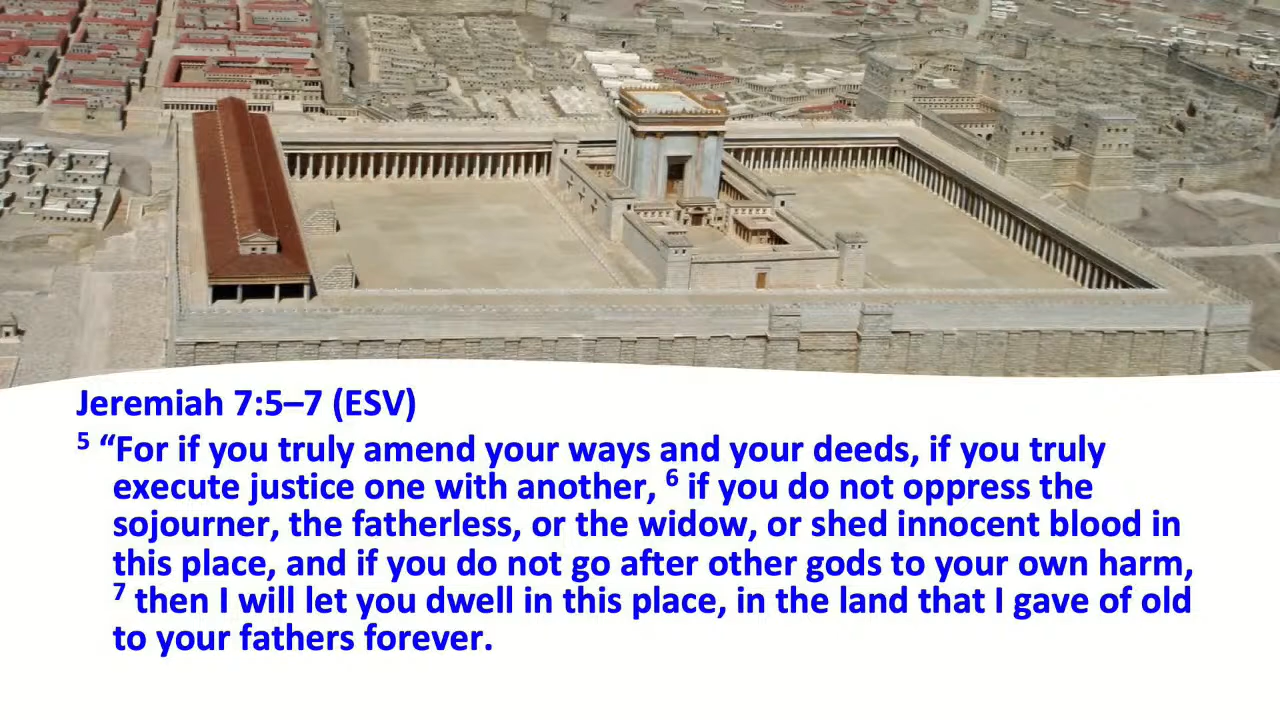 Jeremiah 7:5–7 (ESV)
5 “For if you truly amend your ways and your deeds, if you truly
execute justice one with another, 6 if you do not oppress the
sojourner, the fatherless, or the widow, or shed innocent blood in
this place, and if you do not go after other gods to your own harm,
7 then I will let you dwell in this place, in the land that I gave of old
to your fathers forever.